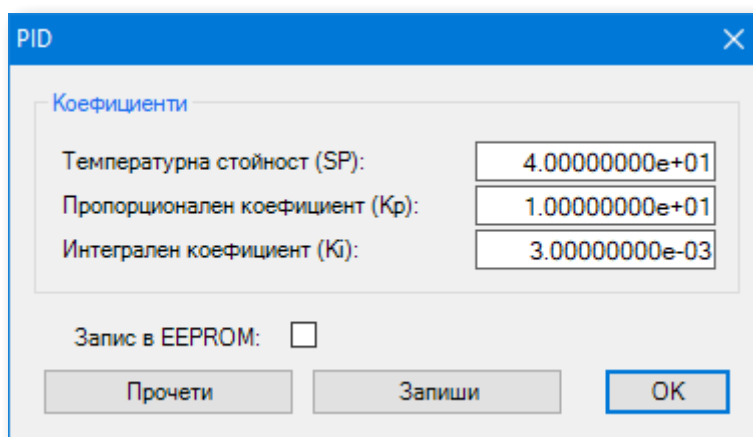 PID
Коефициенти
Температурна стойност (SP): 4.00000000e+01
Пропорционален коефициент (Kp): 1.00000000e+01
Интегрален коефициент (Ki): 3.00000000e-03
Запис в EEPROM:
Прочети Запиши OK